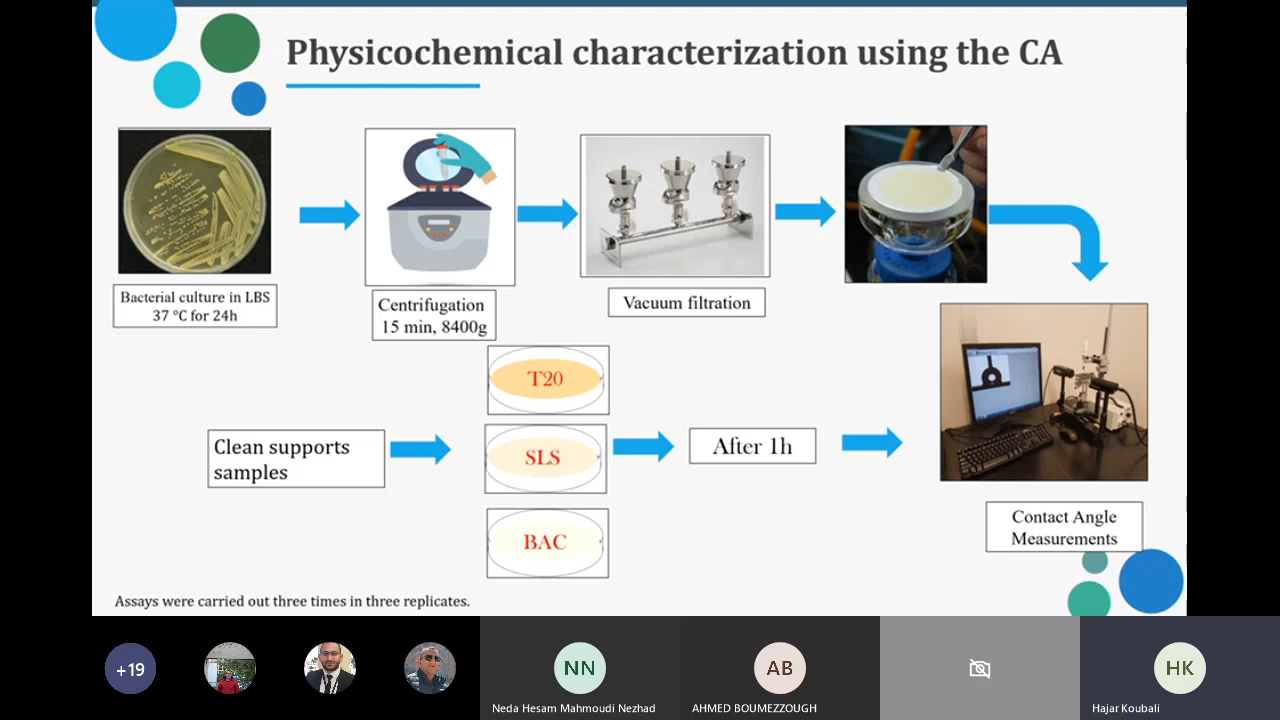 Physicochemical characterization using the CA
Bacterial culture in LBS
37 °C for 24h
Centrifugation
15 min, 8400g
Vacuum filtration
T20
Clean supports
samples
SLS
After 1h
BAC
Contact Angle
Measurements
Assays were carried out three times in three replicates.
+19
NN
AB
HK
Neda Hesam Mahmoudi Nezhad
AHMED BOUMEZZOUGH
Hajar Koubali